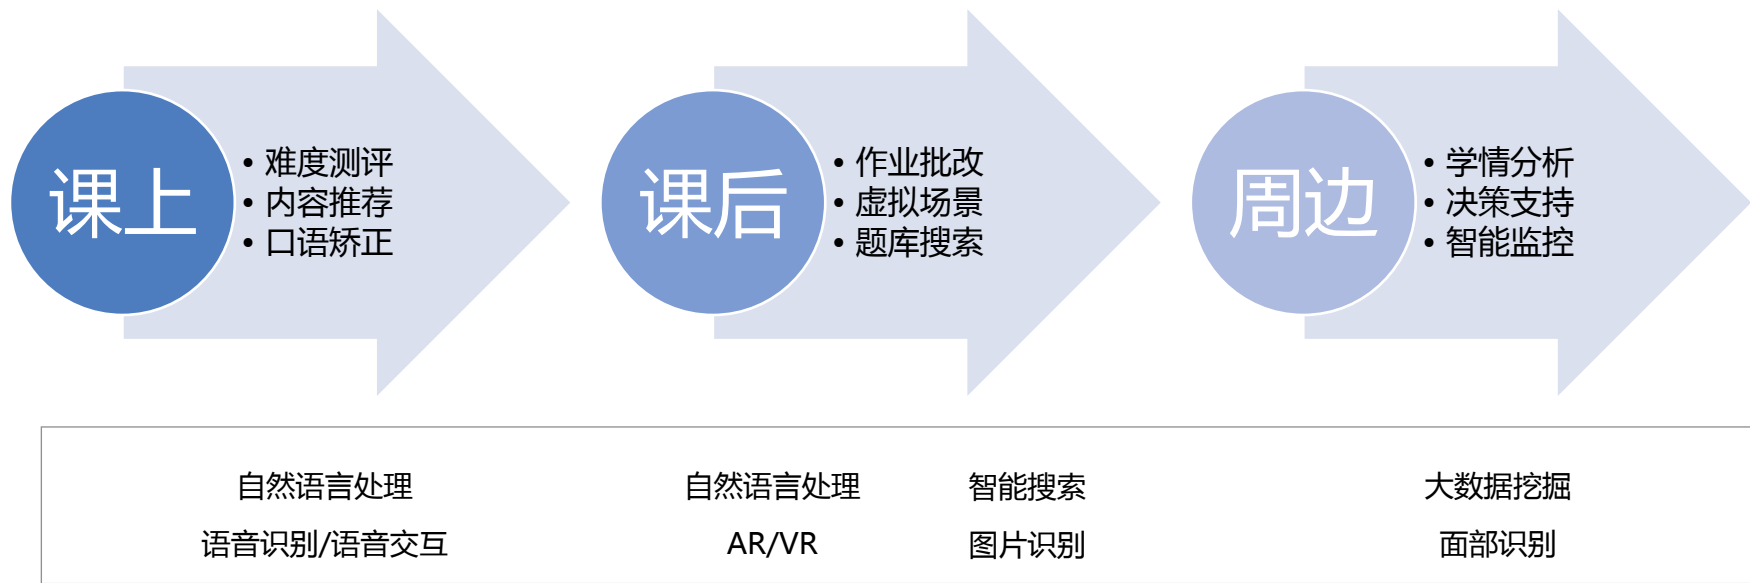 课上
• 难度测评
• 内容推荐
• 口语矫正
课后
• 作业批改
• 虚拟场景
• 题库搜索
周边
• 学情分析
• 决策支持
• 智能监控
自然语言处理 自然语言处理 智能搜索 大数据挖掘
语音识别/语音交互 AR/VR 图片识别 面部识别